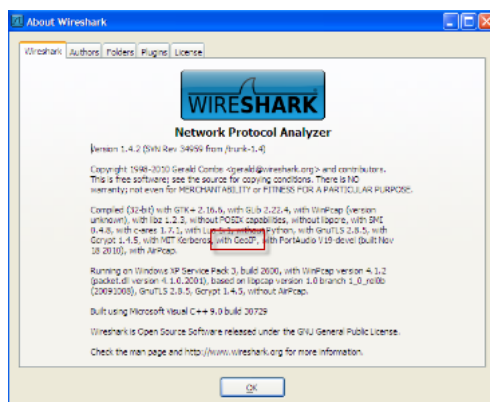 About Wireshark
Wireshark Authors Folders Plugins License
WIRESHARK
Network Protocol Analyzer
Version 1.4.2 (SVN Rev 34959 from /trunk-1.4)
Copyright 1998-2010 Gerald Combs <gerald@wireshark.org> and contributors.
This is free software; see the source for copying conditions. There is NO
warranty; not even for MERCHANTABILITY or FITNESS FOR A PARTICULAR PURPOSE.
Compiled (32-bit) with GTK+ 2.16.6, with GLib 2.22.4, with WinPcap (version
unknown), with libz 1.2.3, without POSIX capabilities, without libpcre, with SMI
0.4.8, with c-ares 1.7.1, with Lua 5.1, without Python, with GnuTLS 2.8.5, with
Gcrypt 1.4.5, with MIT Kerberos, with GeoIP, with PortAudio V19-devel (built Nov
18 2010), with AirPcap.
Running on Windows XP Service Pack 3, build 2600, with WinPcap version 4.1.2
(packet.dll version 4.1.0.2001), based on libpcap version 1.0 branch 1_0_rel0b
(20091008), GnuTLS 2.8.5, Gcrypt 1.4.5, without AirPcap.
Built using Microsoft Visual C++ 9.0 build 30729
Wireshark is Open Source Software released under the GNU General Public License.
Check the man page and http://www.wireshark.org for more information.
OK